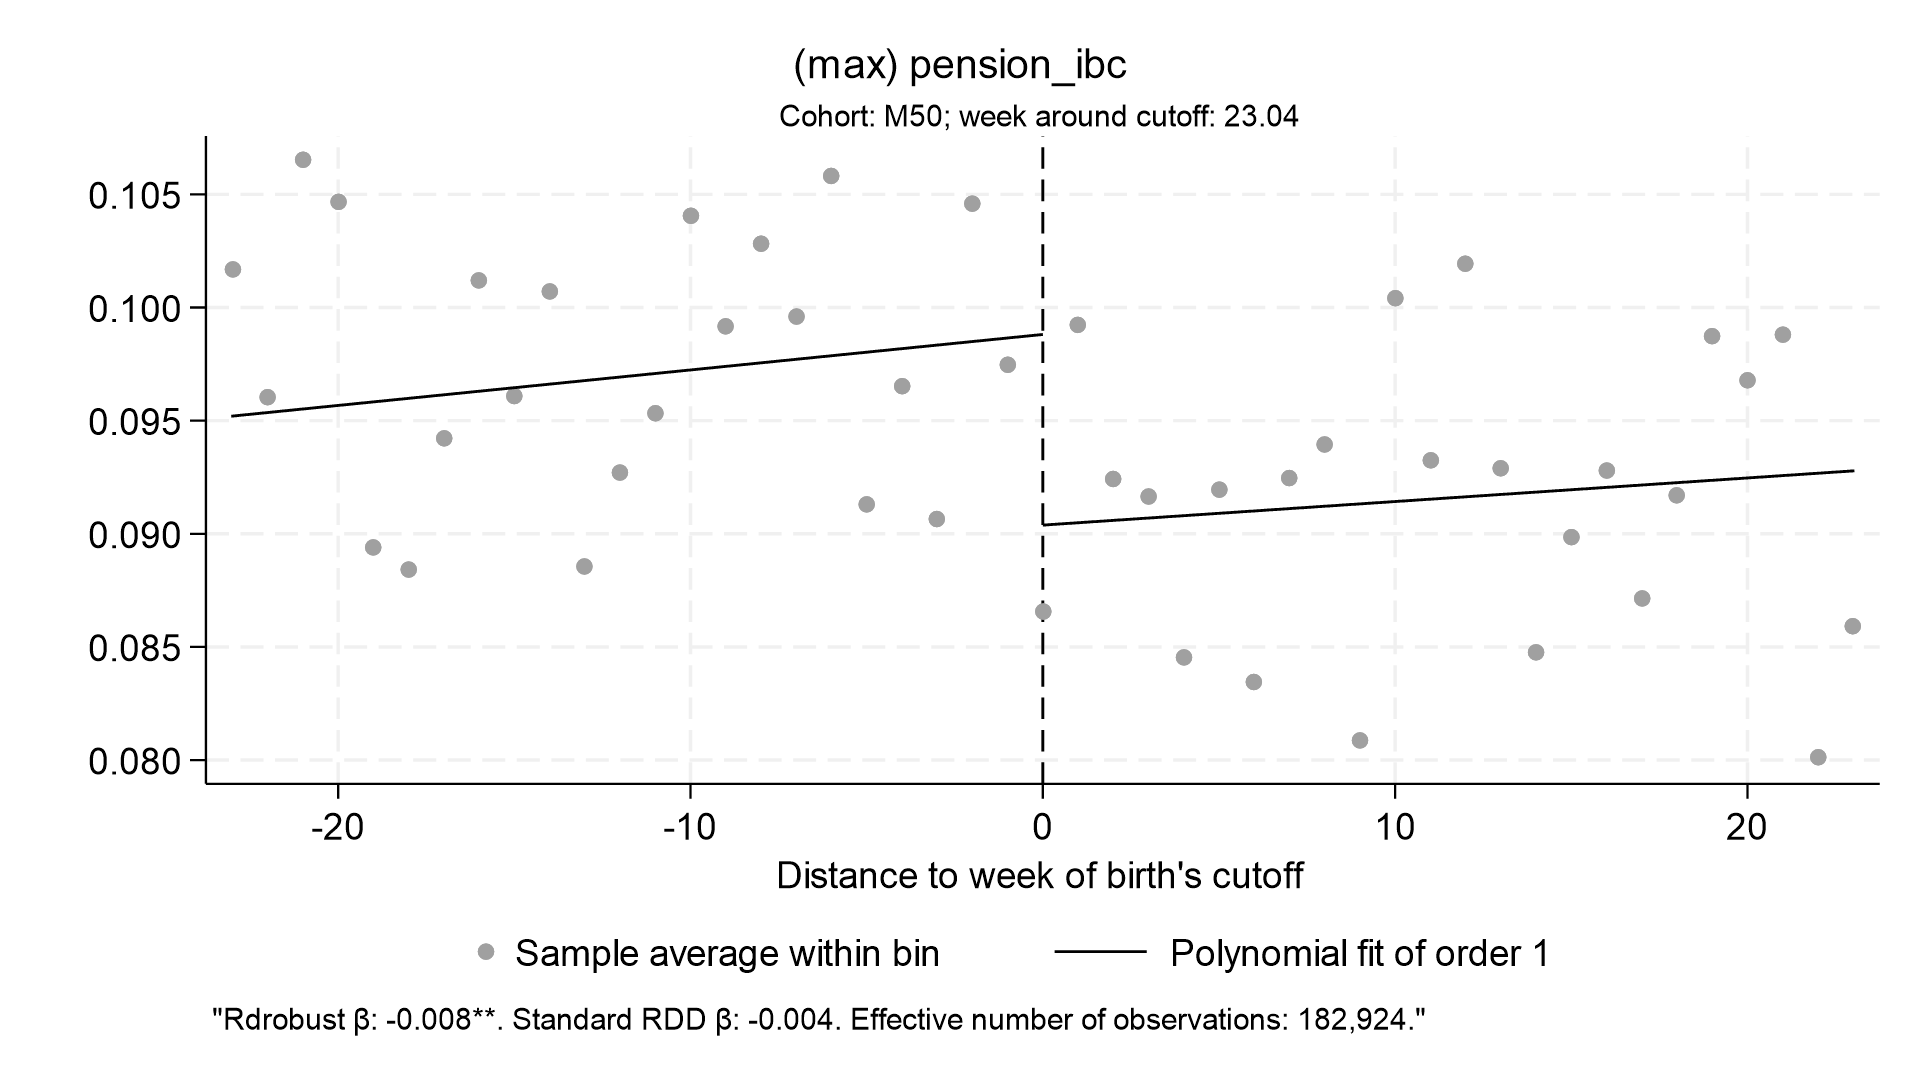 (max) pension_ibc
Cohort: M50; week around cutoff: 23.04
0.105
0.100
0.095
0.090
0.085
0.080
-20 -10 0 10 20
Distance to week of birth's cutoff
Sample average within bin Polynomial fit of order 1
"Rdrobust β: -0.008**. Standard RDD β: -0.004. Effective number of observations: 182,924."